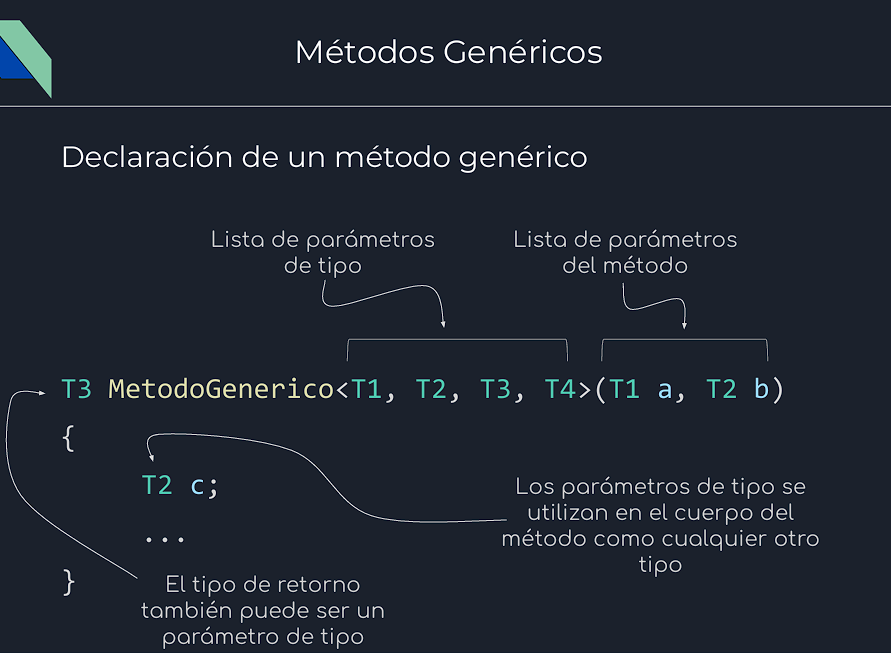 Métodos Genéricos
Declaración de un método genérico
Lista de parámetros
de tipo
Lista de parámetros
del método
T3 MetodoGenerico<T1, T2, T3, T4>(T1 a, T2 b)
{
T2 c;
...
}
Los parámetros de tipo se
utilizan en el cuerpo del
método como cualquier otro
tipo
El tipo de retorno
también puede ser un
parámetro de tipo